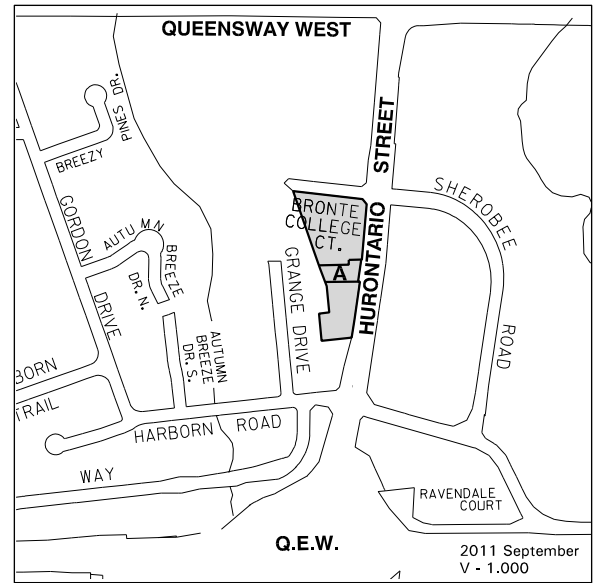 QUEENSWAY WEST
BREEZY
PINES DR.
GORDON
DRIVE
AUTUMN
BREEZE
DR. N.
AUTUMN
BREEZE
DR. S.
BRONTE
COLLEGE
CT.
A
GRANGE DRIVE
HURONTARIO STREET
SHEROBEE
ROAD
BORN
TRAIL
HARBORN ROAD
WAY
RAVENDALE
COURT
Q.E.W.
2011 September
V - 1.000